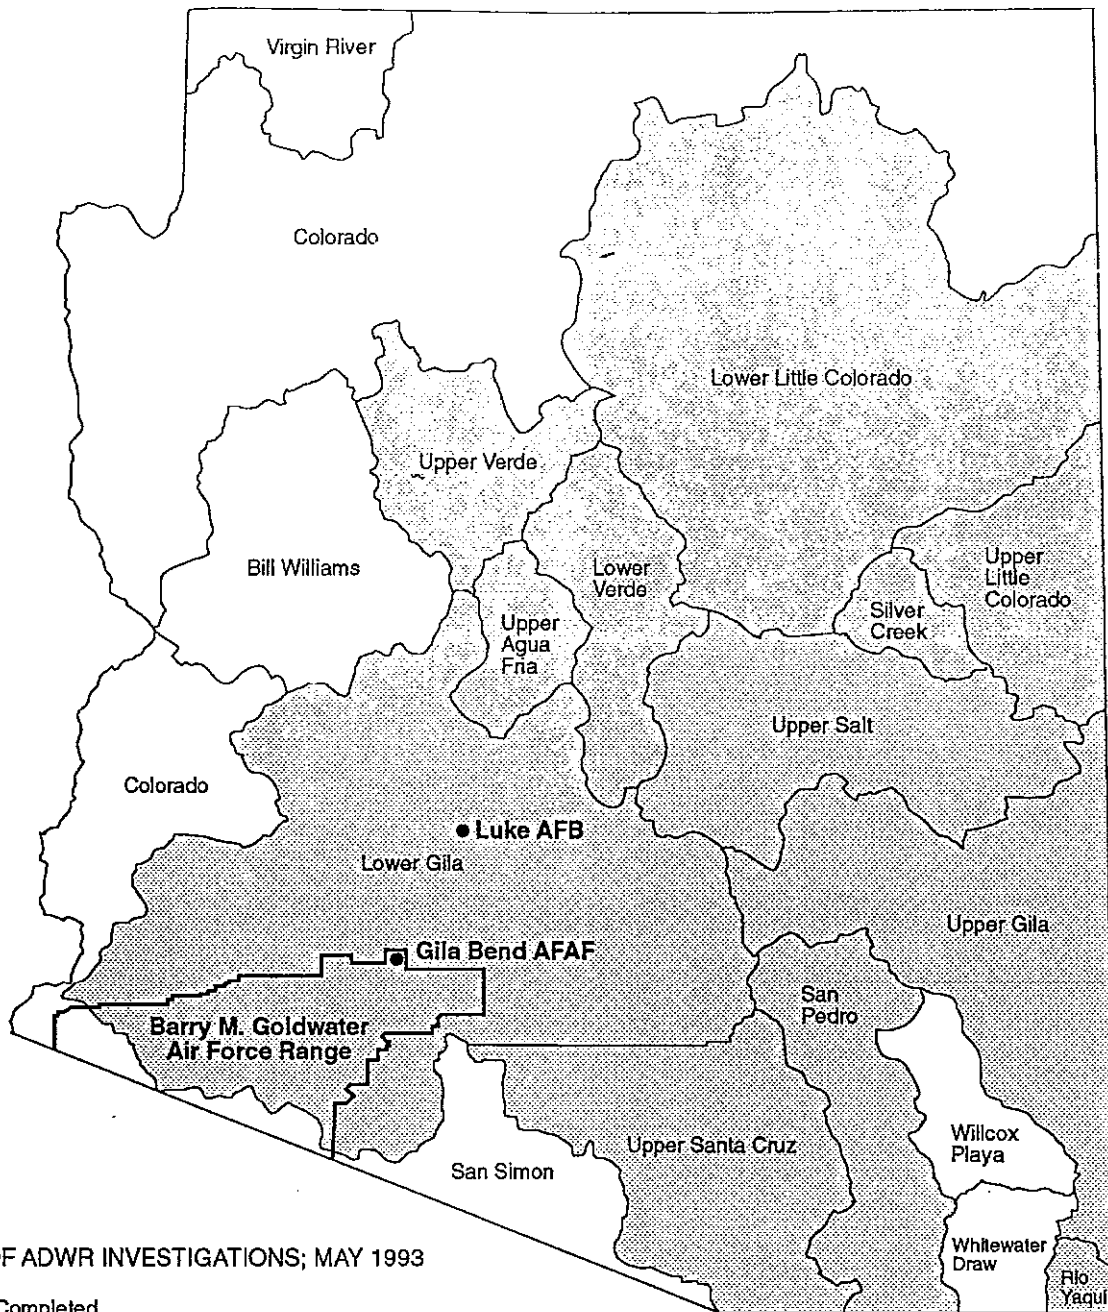 Virgin River
Colorado
Lower Little Colorado
Upper Verde
Bill Williams
Lower
Verde
Upper
Little
Colorado
Silver
Creek
Upper
Agua
Fria
Upper Salt
Colorado
Luke AFB
Lower Gila
Upper Gila
Gila Bend AFAF
San
Pedro
Barry M. Goldwater
Air Force Range
Willcox
Playa
Upper Santa Cruz
San Simon
Whitewater
Draw
Rio
Yaqui
F ADWR INVESTIGATIONS; MAY 1993
Completed